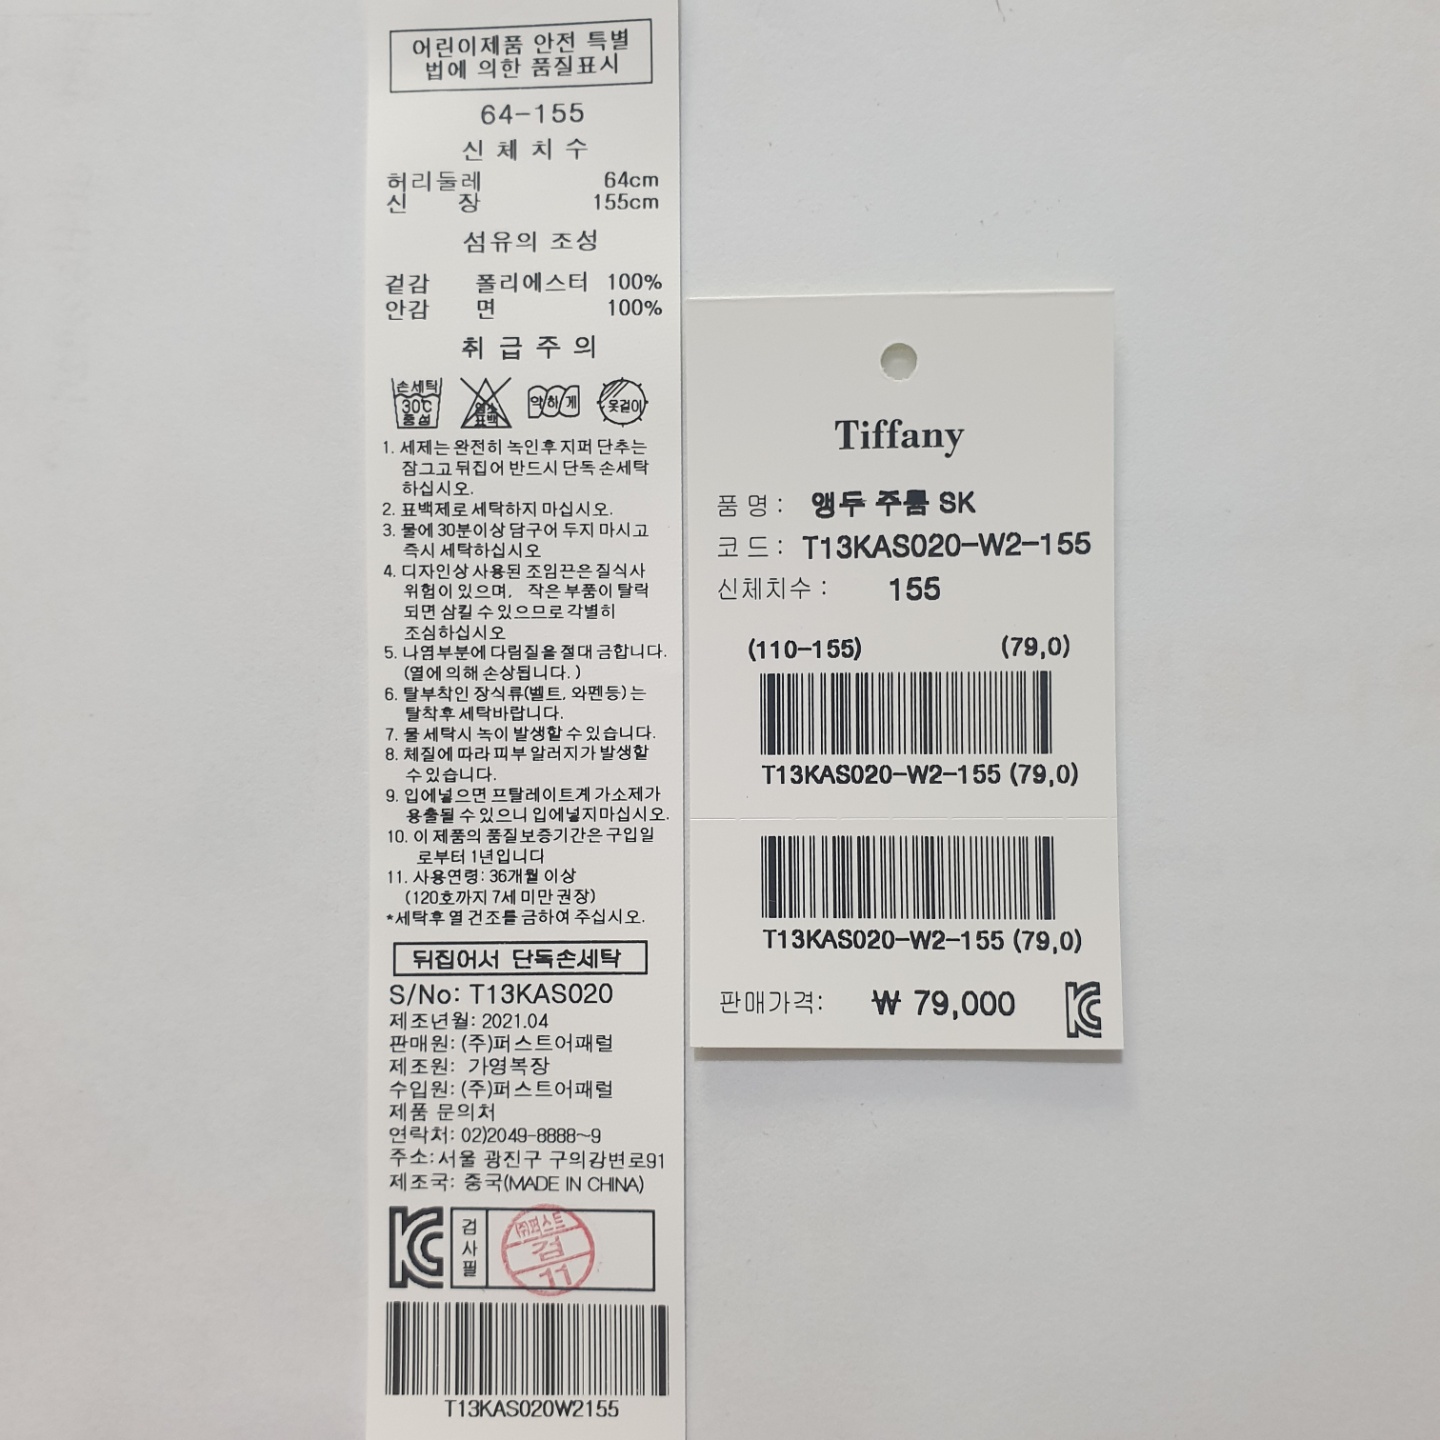 어린이제품 안전 특별
법에 의한 품질표시
64-155
신 체 치 수
허리둘레 64cm
신 장 155cm
섬유의 조성
겉감 폴리에스터 100%
안감 면 100%
취 급 주 의
손세탁
30℃
중성
염소
표백
약하게
옷걸이
1. 세제는 완전히 녹인후 지퍼 단추는
잠그고 뒤집어 반드시 단독 손세탁
하십시오.
2. 표백제로 세탁하지 마십시오.
3. 물에 30분이상 담구어 두지 마시고
즉시 세탁하십시오
4. 디자인상 사용된 조임끈은 질식사
위험이 있으며, 작은 부품이 탈락
되면 삼킬 수 있으므로 각별히
조심하십시오
5. 나염부분에 다림질을 절대 금합니다.
(열에 의해 손상됩니다. )
6. 탈부착인 장식류(벨트, 와펜등) 는
탈착후 세탁바랍니다.
7. 물 세탁시 녹이 발생할 수 있습니다.
8. 체질에 따라 피부 알러지가 발생할
수 있습니다.
9. 입에넣으면 프탈레이트계 가소제가
용출될 수 있으니 입에넣지마십시오.
10. 이 제품의 품질보증기간은 구입일
로부터 1년입니다
11. 사용연령: 36개월 이상
(120호까지 7세 미만 권장)
*세탁후 열 건조를 금하여 주십시오.
뒤집어서 단독손세탁
S/No: T13KAS020
제조년월: 2021.04
판매원: (주)퍼스트어패럴
제조원: 가영복장
수입원: (주)퍼스트어패럴
제품 문의처
연락처: 02)2049-8888~9
주소: 서울 광진구 구의강변로91
제조국: 중국(MADE IN CHINA)
KC
검사필
(주)퍼스트
검
11
T13KAS020W2155
Tiffany
품 명 : 앵두 주름 SK
코 드 : T13KAS020-W2-155
신체치수 : 155
(110-155) (79,0)
T13KAS020-W2-155 (79,0)
T13KAS020-W2-155 (79,0)
판매가격: ₩ 79,000
KC